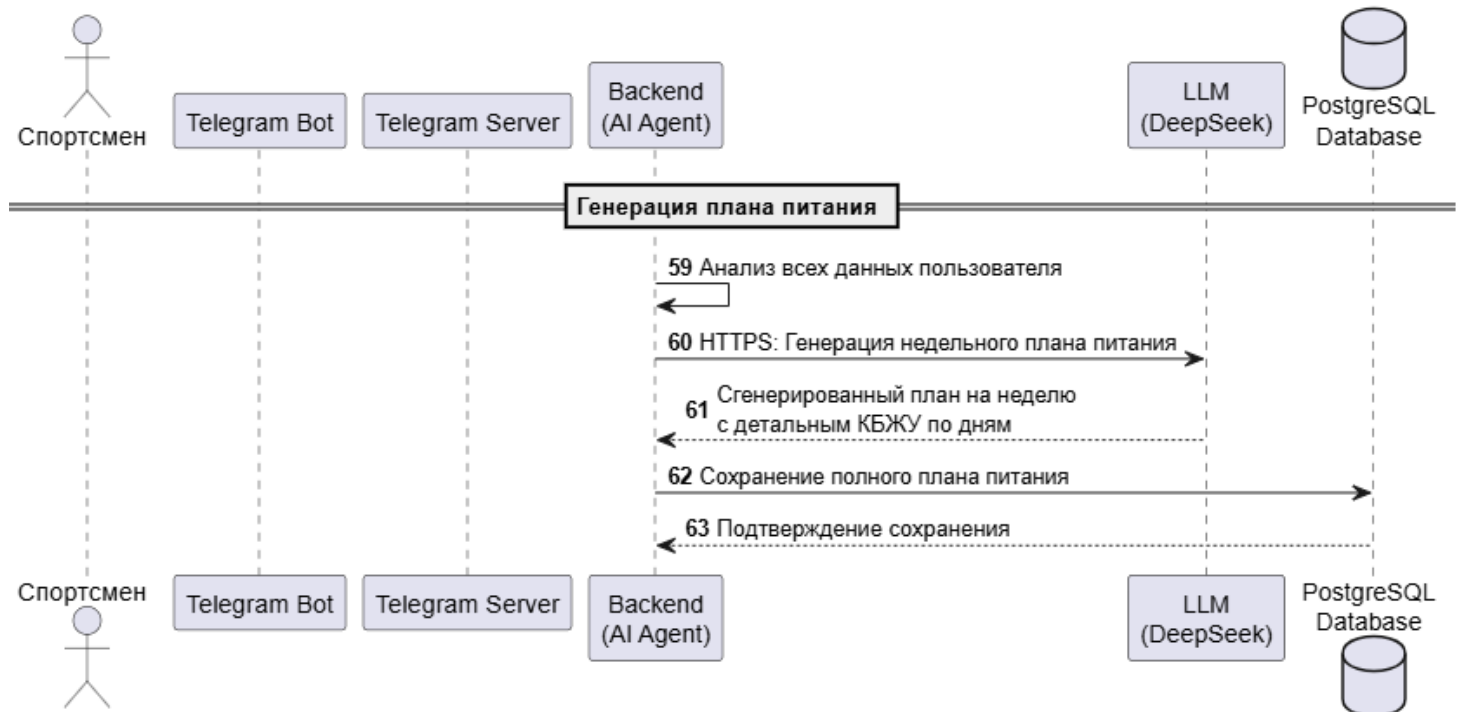 Спортсмен
Telegram Bot
Telegram Server
Backend
(AI Agent)
LLM
(DeepSeek)
PostgreSQL
Database
Генерация плана питания
59 Анализ всех данных пользователя
60 HTTPS: Генерация недельного плана питания
61 Сгенерированный план на неделю
с детальным КБЖУ по дням
62 Сохранение полного плана питания
63 Подтверждение сохранения
Спортсмен
Telegram Bot
Telegram Server
Backend
(AI Agent)
LLM
(DeepSeek)
PostgreSQL
Database